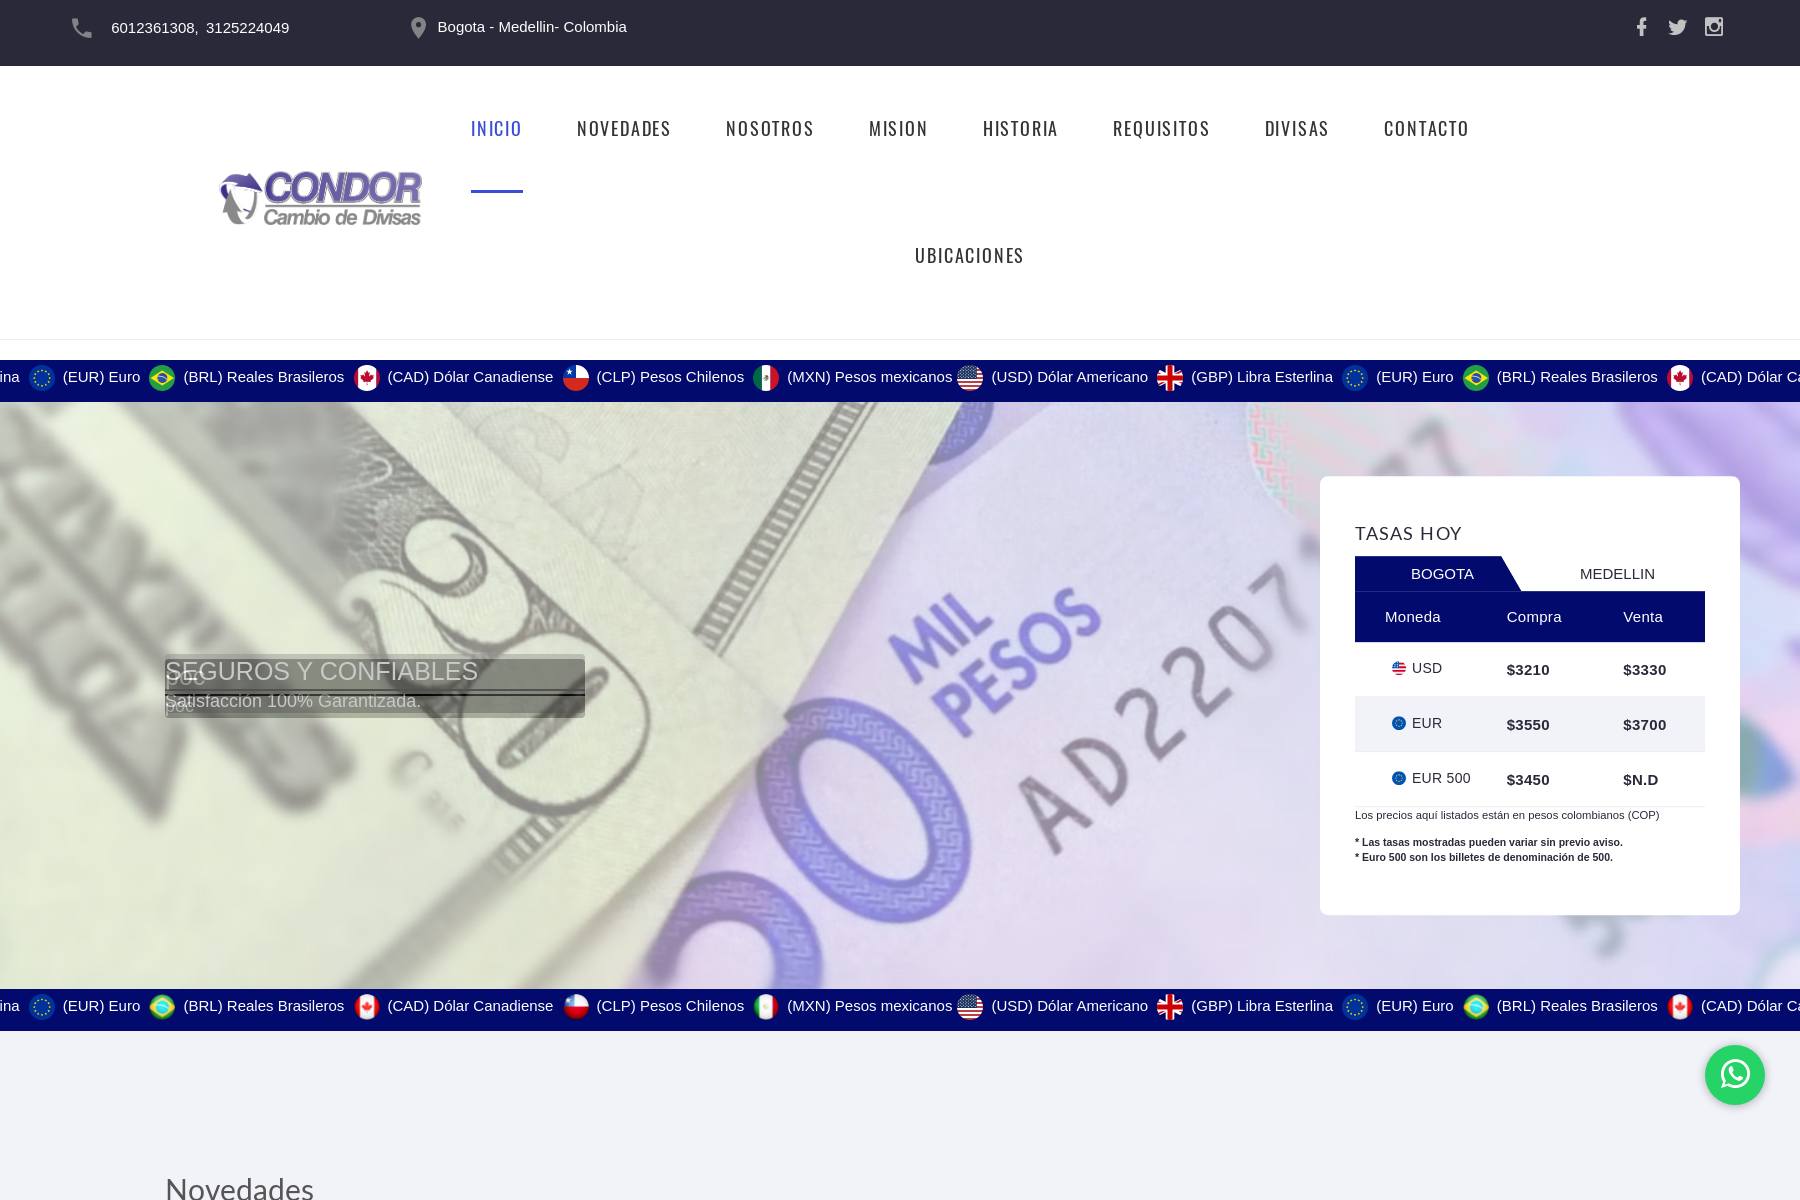 6012361308, 3125224049
Bogota - Medellin- Colombia
INICIO NOVEDADES NOSOTROS MISION HISTORIA REQUISITOS DIVISAS CONTACTO
CONDOR
Cambio de Divisas
UBICACIONES
ina (EUR) Euro (BRL) Reales Brasileros (CAD) Dólar Canadiense (CLP) Pesos Chilenos (MXN) Pesos mexicanos (USD) Dólar Americano (GBP) Libra Esterlina (EUR) Euro (BRL) Reales Brasileros (CAD) Dólar Ca
20
MIL
PESOS
AD2207
SEGUROS Y CONFIABLES
poc
Satisfacción 100% Garantizada.
poc
TASAS HOY
BOGOTA MEDELLIN
Moneda Compra Venta
USD $3210 $3330
EUR $3550 $3700
EUR 500 $3450 $N.D
Los precios aquí listados están en pesos colombianos (COP)
* Las tasas mostradas pueden variar sin previo aviso.
* Euro 500 son los billetes de denominación de 500.
ina (EUR) Euro (BRL) Reales Brasileros (CAD) Dólar Canadiense (CLP) Pesos Chilenos (MXN) Pesos mexicanos (USD) Dólar Americano (GBP) Libra Esterlina (EUR) Euro (BRL) Reales Brasileros (CAD) Dólar Ca
Novedades